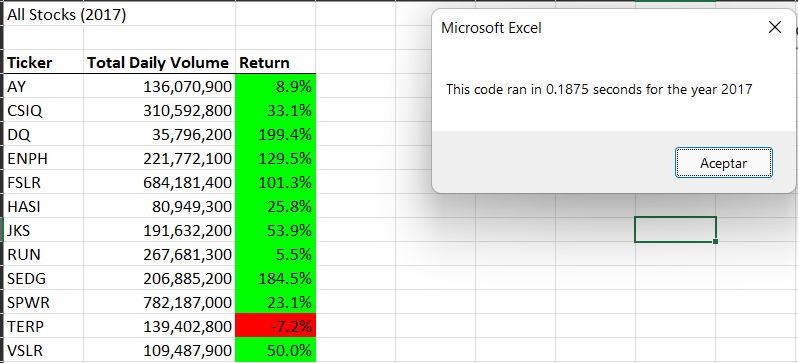 All Stocks (2017)
Ticker Total Daily Volume Return
AY 136,070,900 8.9%
CSIQ 310,592,800 33.1%
DQ 35,796,200 199.4%
ENPH 221,772,100 129.5%
FSLR 684,181,400 101.3%
HASI 80,949,300 25.8%
JKS 191,632,200 53.9%
RUN 267,681,300 5.5%
SEDG 206,885,200 184.5%
SPWR 782,187,000 23.1%
TERP 139,402,800 -7.2%
VSLR 109,487,900 50.0%
Microsoft Excel
This code ran in 0.1875 seconds for the year 2017
Aceptar